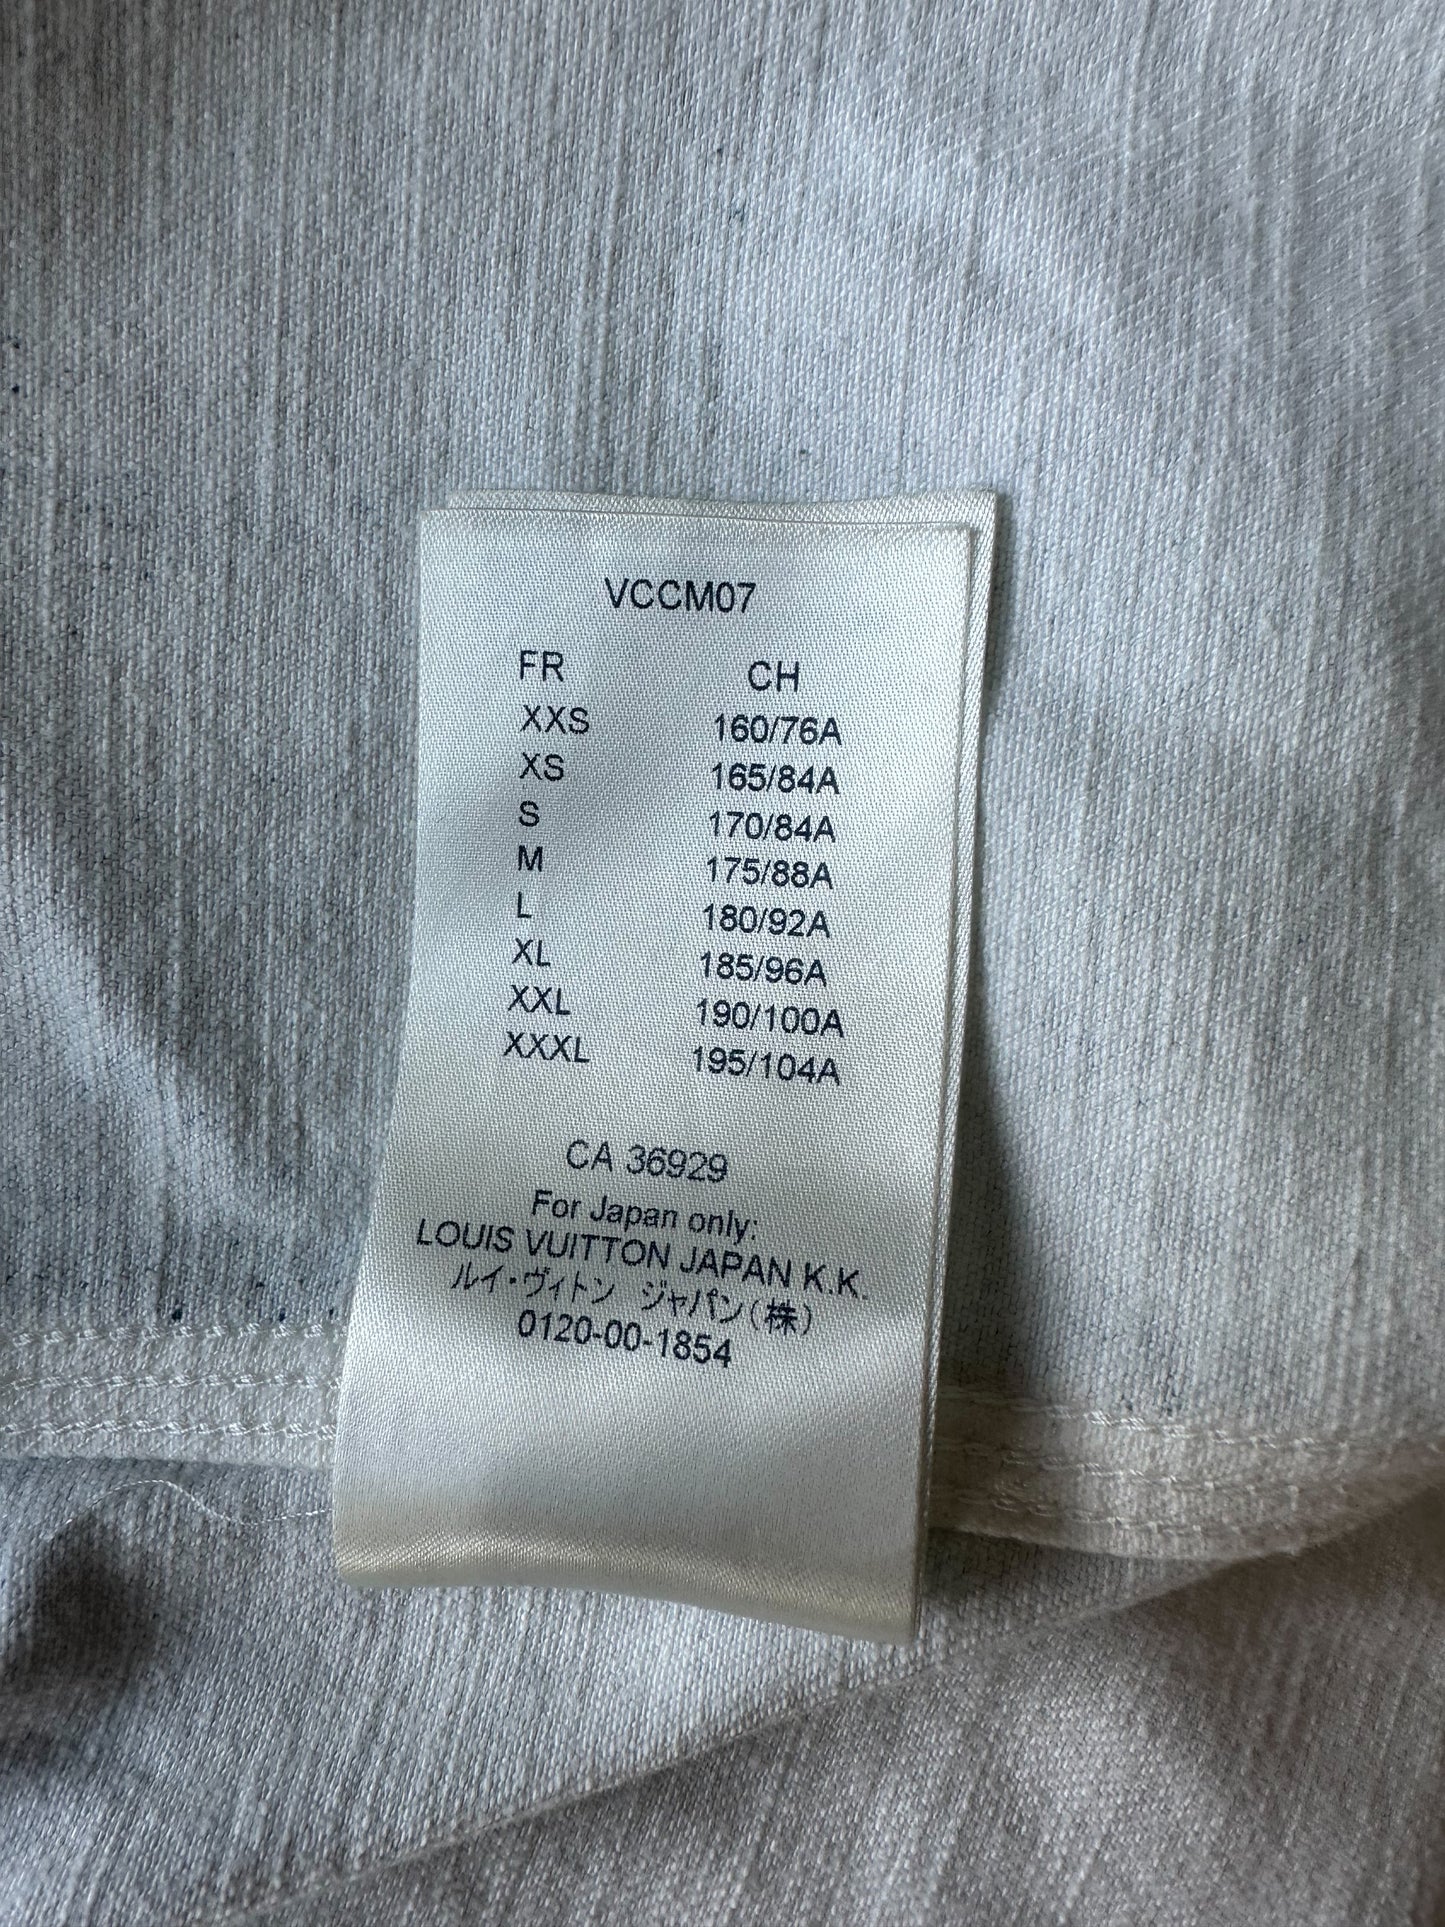 VCCM07
FR CH
XXS 160/76A
XS 165/84A
S 170/84A
M 175/88A
L 180/92A
XL 185/96A
XXL 190/100A
XXXL 195/104A
CA 36929
For Japan only:
LOUIS VUITTON JAPAN K.K.
ルイ・ヴィトン ジャパン(株)
0120-00-1854